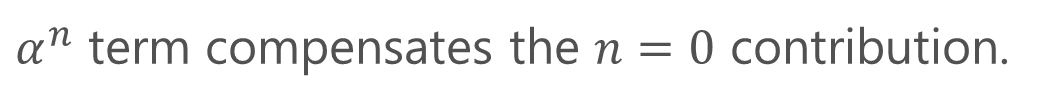 αⁿ term compensates the n = 0 contribution.